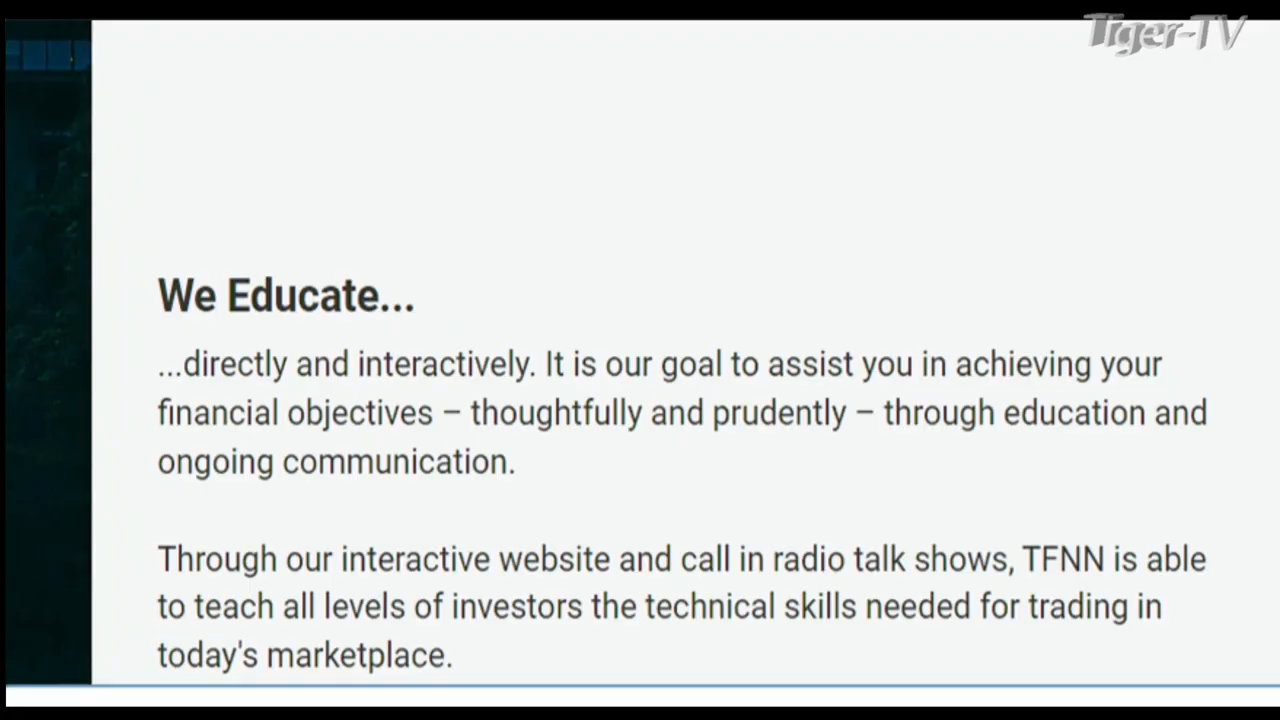 Tiger-TV
We Educate...
...directly and interactively. It is our goal to assist you in achieving your
financial objectives – thoughtfully and prudently – through education and
ongoing communication.
Through our interactive website and call in radio talk shows, TFNN is able
to teach all levels of investors the technical skills needed for trading in
today's marketplace.